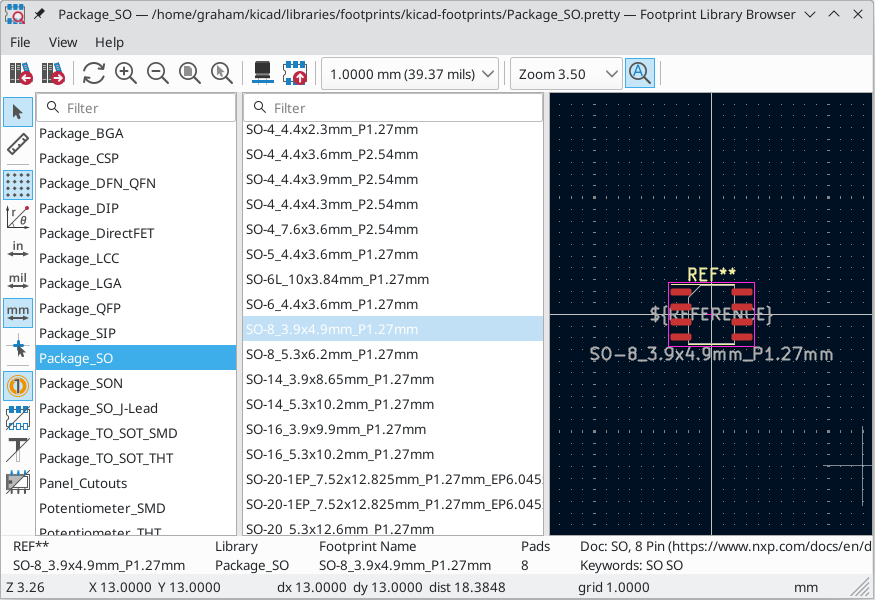 Package_SO — /home/graham/kicad/libraries/footprints/kicad-footprints/Package_SO.pretty — Footprint Library Browser
File View Help
1.0000 mm (39.37 mils) Zoom 3.50 A
Filter
Filter
r θ
in
mil
mm
1
T
Package_BGA
Package_CSP
Package_DFN_QFN
Package_DIP
Package_DirectFET
Package_LCC
Package_LGA
Package_QFP
Package_SIP
Package_SO
Package_SON
Package_SO_J-Lead
Package_TO_SOT_SMD
Package_TO_SOT_THT
Panel_Cutouts
Potentiometer_SMD
Potentiometer_THT
SO-4_4.4x2.3mm_P1.27mm
SO-4_4.4x3.6mm_P2.54mm
SO-4_4.4x3.9mm_P2.54mm
SO-4_4.4x4.3mm_P2.54mm
SO-4_7.6x3.6mm_P2.54mm
SO-5_4.4x3.6mm_P1.27mm
SO-6L_10x3.84mm_P1.27mm
SO-6_4.4x3.6mm_P1.27mm
SO-8_3.9x4.9mm_P1.27mm
SO-8_5.3x6.2mm_P1.27mm
SO-14_3.9x8.65mm_P1.27mm
SO-14_5.3x10.2mm_P1.27mm
SO-16_3.9x9.9mm_P1.27mm
SO-16_5.3x10.2mm_P1.27mm
SO-20-1EP_7.52x12.825mm_P1.27mm_EP6.045
SO-20-1EP_7.52x12.825mm_P1.27mm_EP6.045
SO-20_5.3x12.6mm_P1.27mm
REF**
${REFERENCE}
SO-8_3.9x4.9mm_P1.27mm
REF** Library Footprint Name Pads Doc: SO, 8 Pin (https://www.nxp.com/docs/en/d
SO-8_3.9x4.9mm_P1.27mm Package_SO SO-8_3.9x4.9mm_P1.27mm 8 Keywords: SO SO
Z 3.26 X 13.0000 Y 13.0000 dx 13.0000 dy 13.0000 dist 18.3848 grid 1.0000 mm